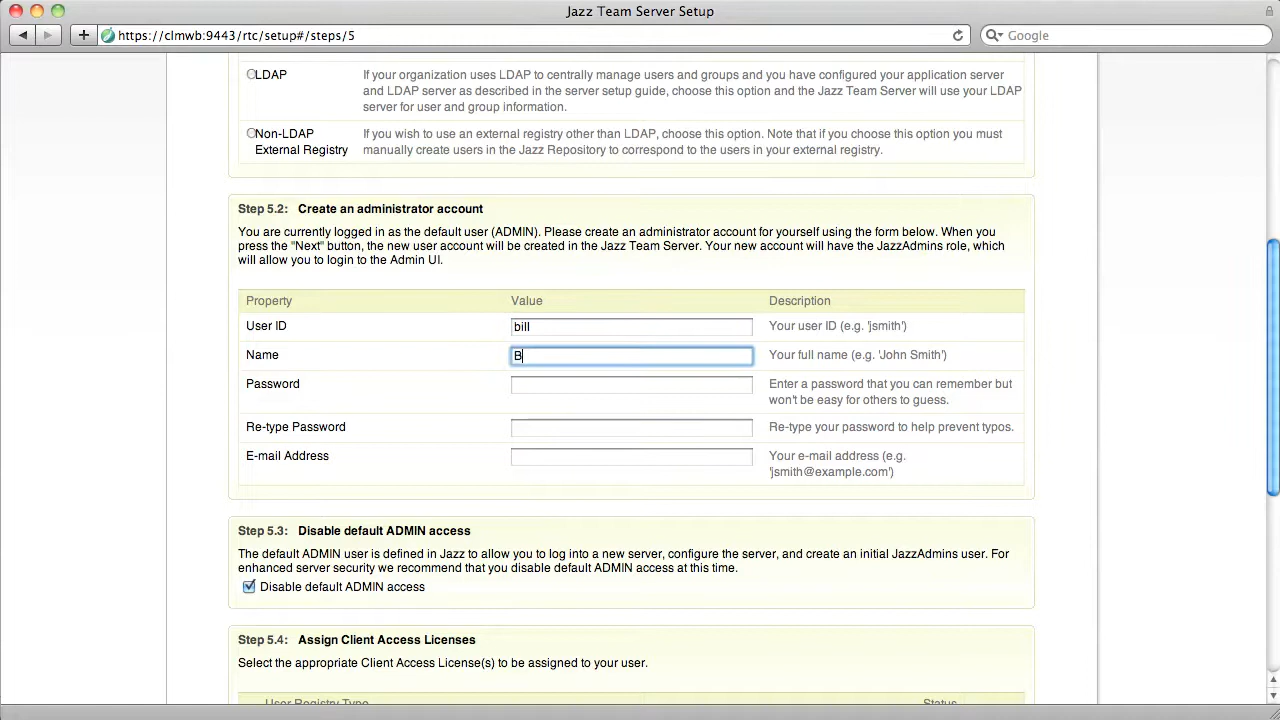 Jazz Team Server Setup
https://clmwb:9443/rtc/setup#/steps/5
Google
LDAP
If your organization uses LDAP to centrally manage users and groups and you have configured your application server
and LDAP server as described in the server setup guide, choose this option and the Jazz Team Server will use your LDAP
server for user and group information.
Non-LDAP
External Registry
If you wish to use an external registry other than LDAP, choose this option. Note that if you choose this option you must
manually create users in the Jazz Repository to correspond to the users in your external registry.
Step 5.2: Create an administrator account
You are currently logged in as the default user (ADMIN). Please create an administrator account for yourself using the form below. When you
press the "Next" button, the new user account will be created in the Jazz Team Server. Your new account will have the JazzAdmins role, which
will allow you to login to the Admin UI.
Property Value Description
User ID bill Your user ID (e.g. 'jsmith')
Name B Your full name (e.g. 'John Smith')
Password Enter a password that you can remember but
won't be easy for others to guess.
Re-type Password Re-type your password to help prevent typos.
E-mail Address Your e-mail address (e.g.
'jsmith@example.com')
Step 5.3: Disable default ADMIN access
The default ADMIN user is defined in Jazz to allow you to log into a new server, configure the server, and create an initial JazzAdmins user. For
enhanced server security we recommend that you disable default ADMIN access at this time.
Disable default ADMIN access
Step 5.4: Assign Client Access Licenses
Select the appropriate Client Access License(s) to be assigned to your user.
User Registry Type Status